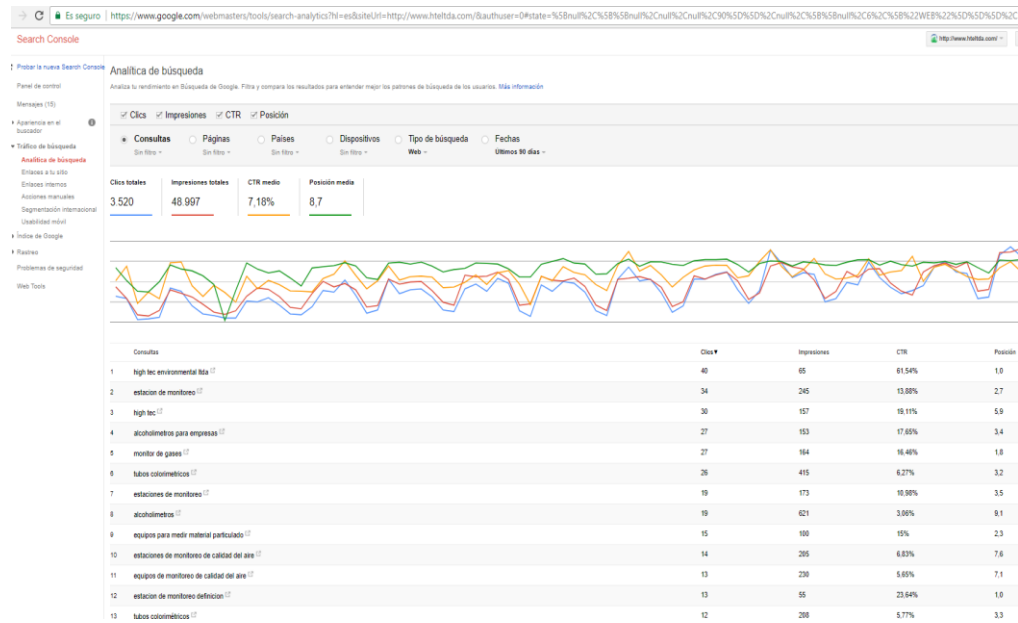 Es seguro | https://www.google.com/webmasters/tools/search-analytics?hl=es&siteUrl=http://www.hteltda.com/&authuser=0#state=%5Bnull%2C%5B%5Bnull%2Cnull%2Cnull%2C90%5D%5D%2Cnull%2C%5B%5Bnull%2C6%2C%5B%22WEB%22%5D%5D%5D%2C
Search Console
http://www.hteltda.com/
Probar la nueva Search Console
Panel de control
Mensajes (15)
Apariencia en el buscador
Tráfico de búsqueda
Analítica de búsqueda
Enlaces a tu sitio
Enlaces internos
Acciones manuales
Segmentación internacional
Usabilidad móvil
Índice de Google
Rastreo
Problemas de seguridad
Web Tools
Analítica de búsqueda
Analiza tu rendimiento en Búsqueda de Google. Filtra y compara los resultados para entender mejor los patrones de búsqueda de los usuarios. Más información
Clics Impresiones CTR Posición
Consultas Páginas Países Dispositivos Tipo de búsqueda Fechas
Sin filtro Sin filtro Sin filtro Sin filtro Web Últimos 90 días
Clics totales Impresiones totales CTR medio Posición media
3.520 48.997 7,18% 8,7
Consultas Clics▼ Impresiones CTR Posición
1 high tec environmental ltda 40 65 61,54% 1,0
2 estacion de monitoreo 34 245 13,88% 2,7
3 high tec 30 157 19,11% 5,9
4 alcoholimetros para empresas 27 153 17,65% 3,4
5 monitor de gases 27 164 16,46% 1,8
6 tubos colorimetricos 26 415 6,27% 3,2
7 estaciones de monitoreo 19 173 10,98% 3,5
8 alcoholimetros 19 621 3,06% 9,1
9 equipos para medir material particulado 15 100 15% 2,3
10 estaciones de monitoreo de calidad del aire 14 205 6,83% 7,6
11 equipos de monitoreo de calidad del aire 13 230 5,65% 7,1
12 estacion de monitoreo definicion 13 55 23,64% 1,0
13 tubos colorimétricos 12 208 5,77% 3,3